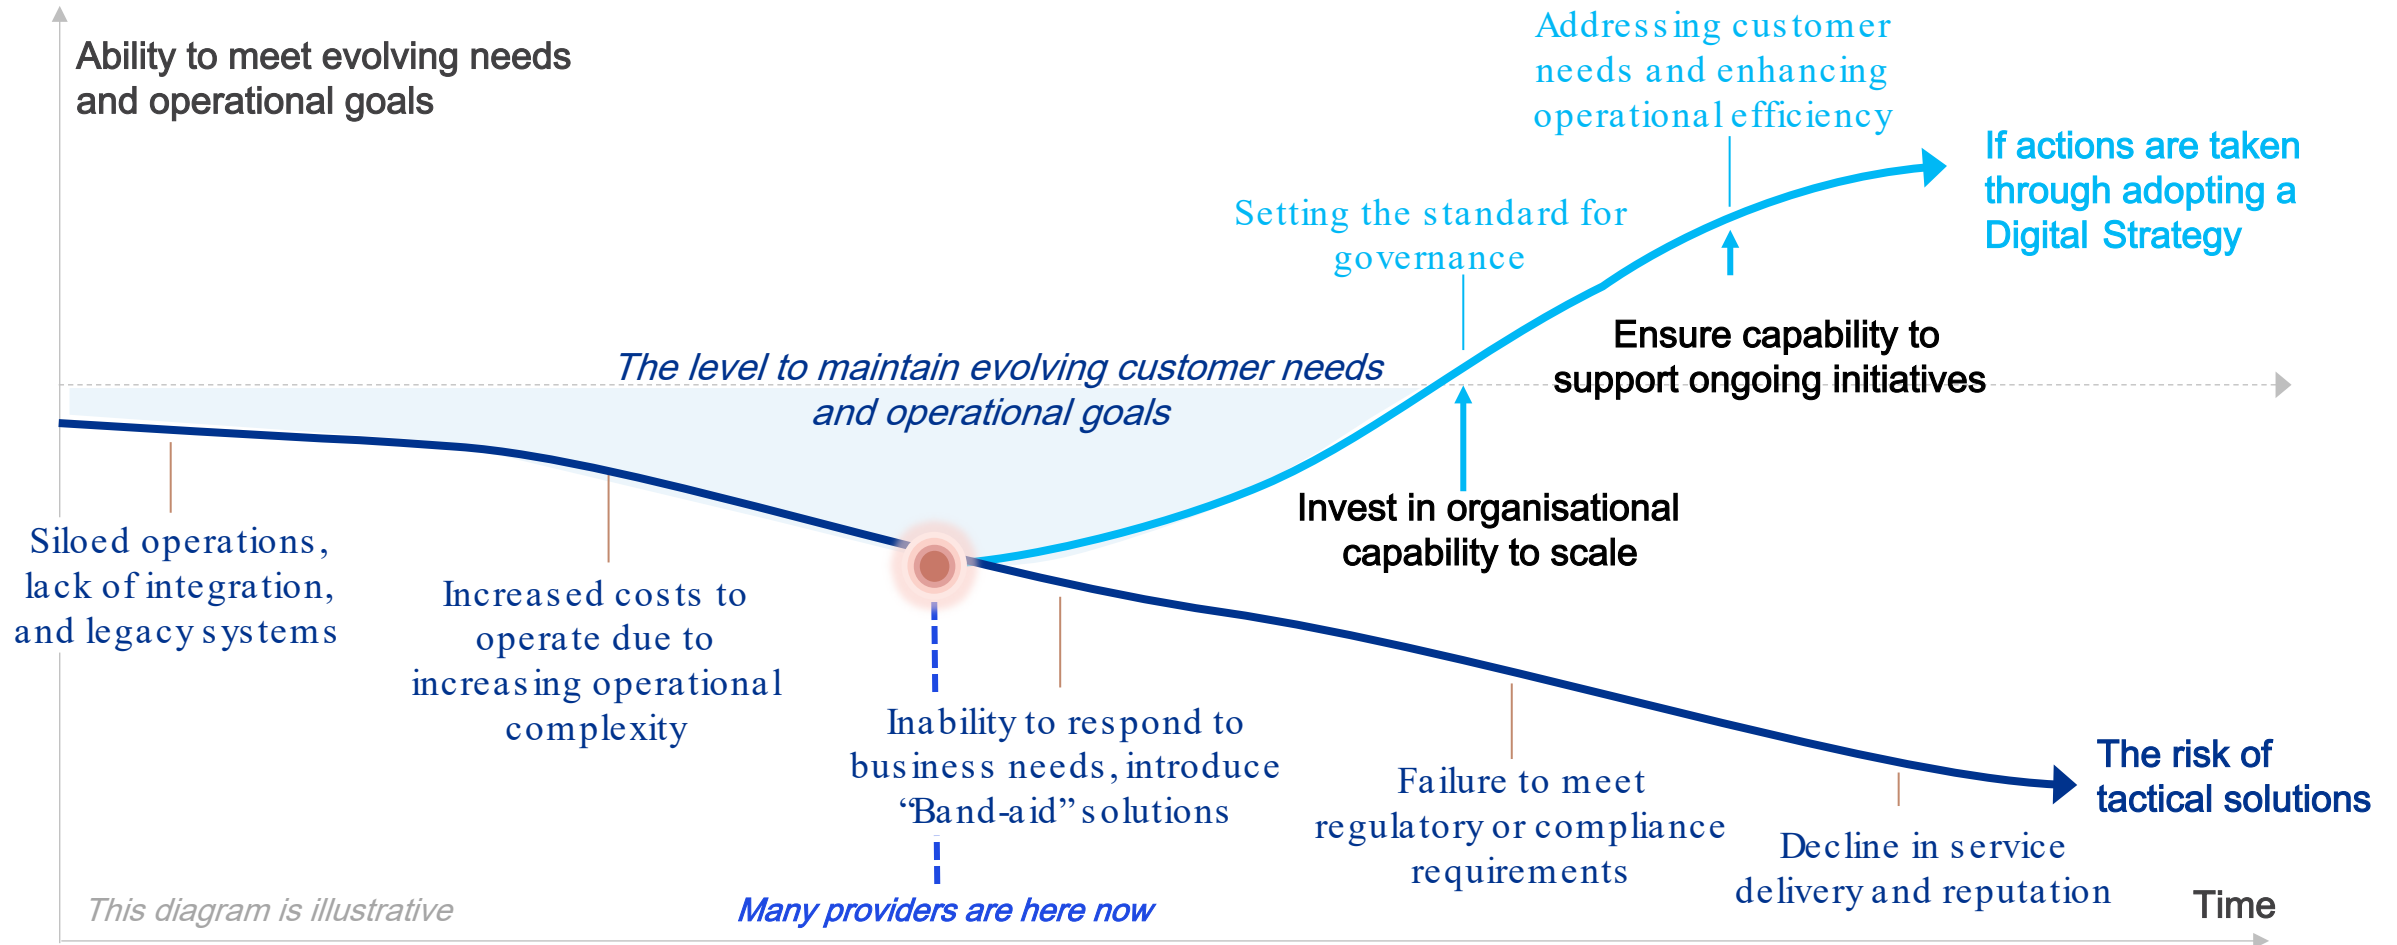 Ability to meet evolving needs
and operational goals
Addressing customer
needs and enhancing
operational efficiency
If actions are taken
through adopting a
Digital Strategy
Setting the standard for
governance
Ensure capability to
support ongoing initiatives
The level to maintain evolving customer needs
and operational goals
Invest in organisational
capability to scale
Siloed operations,
lack of integration,
and legacy systems
Increased costs to
operate due to
increasing operational
complexity
Inability to respond to
business needs, introduce
“Band-aid” solutions
Failure to meet
regulatory or compliance
requirements
Decline in service
delivery and reputation
The risk of
tactical solutions
This diagram is illustrative
Many providers are here now
Time